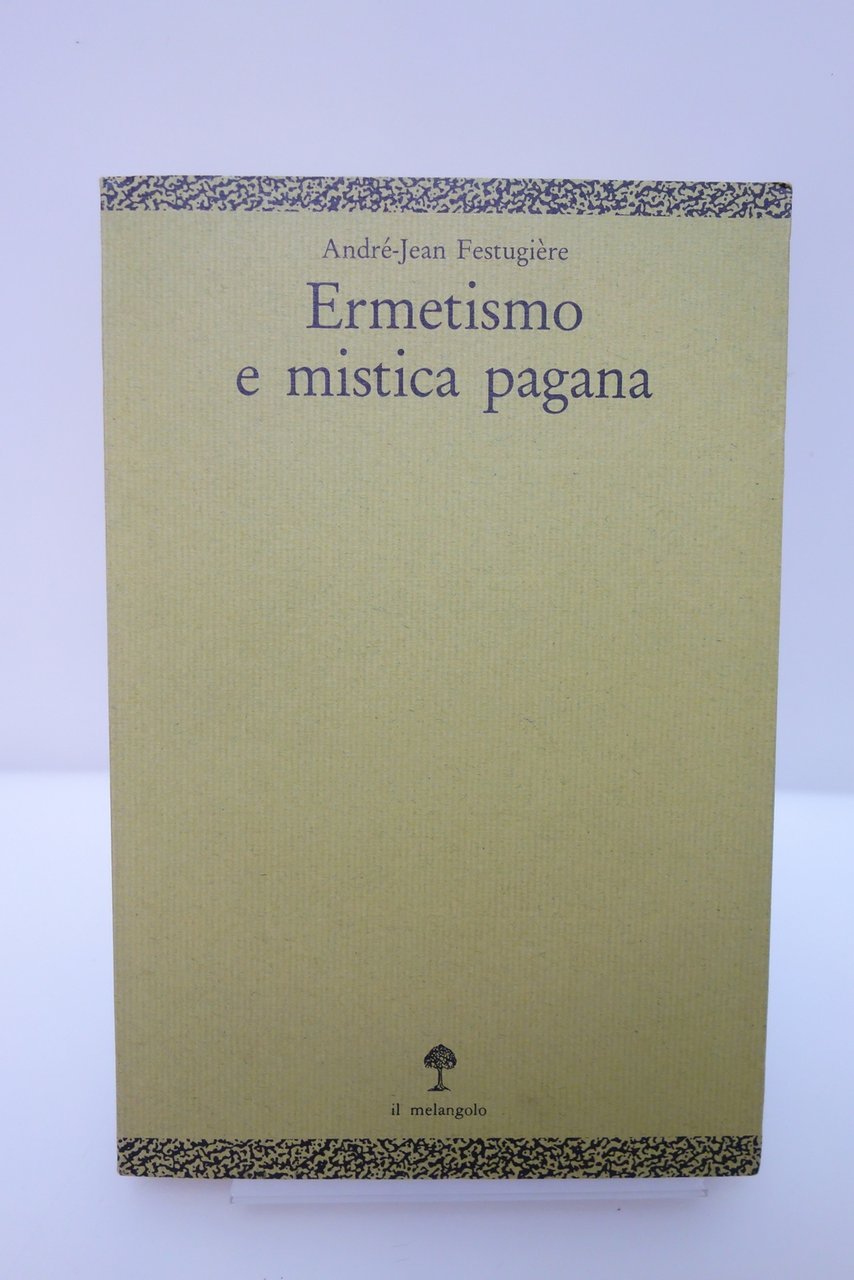 André-Jean Festugière
Ermetismo
e mistica pagana
il melangolo